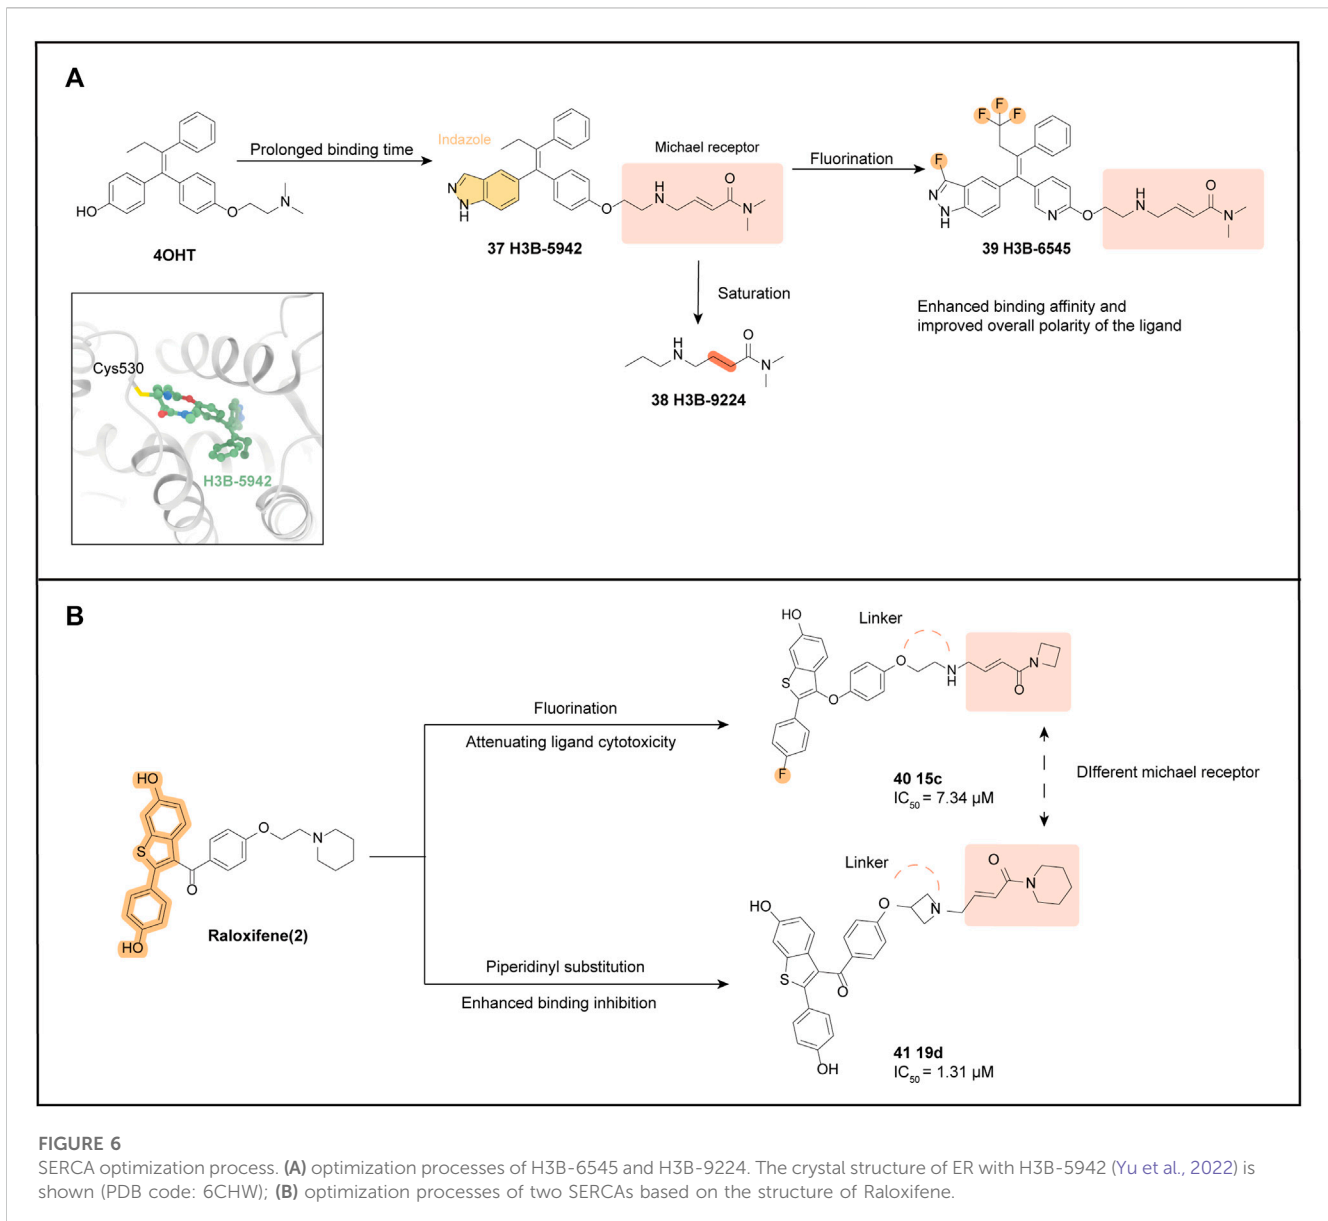 A
4OHT
HO
O
N
Prolonged binding time
Indazole
N
N
H
O
H
N
O
N
Michael receptor
37 H3B-5942
Fluorination
F
F
F
F
N
N
H
N
O
H
N
O
N
39 H3B-6545
Enhanced binding affinity and
improved overall polarity of the ligand
Saturation
H
N
O
N
38 H3B-9224
Cys530
H3B-5942
B
HO
S
HO
O
O
N
Raloxifene(2)
Fluorination
Attenuating ligand cytotoxicity
Piperidinyl substitution
Enhanced binding inhibition
HO
S
O
F
O
Linker
N
H
O
N
40 15c
IC50 = 7.34 µM
DIfferent michael receptor
Linker
HO
S
O
OH
O
N
O
N
41 19d
IC50 = 1.31 µM
FIGURE 6
SERCA optimization process. (A) optimization processes of H3B-6545 and H3B-9224. The crystal structure of ER with H3B-5942 (Yu et al., 2022) is
shown (PDB code: 6CHW); (B) optimization processes of two SERCAs based on the structure of Raloxifene.